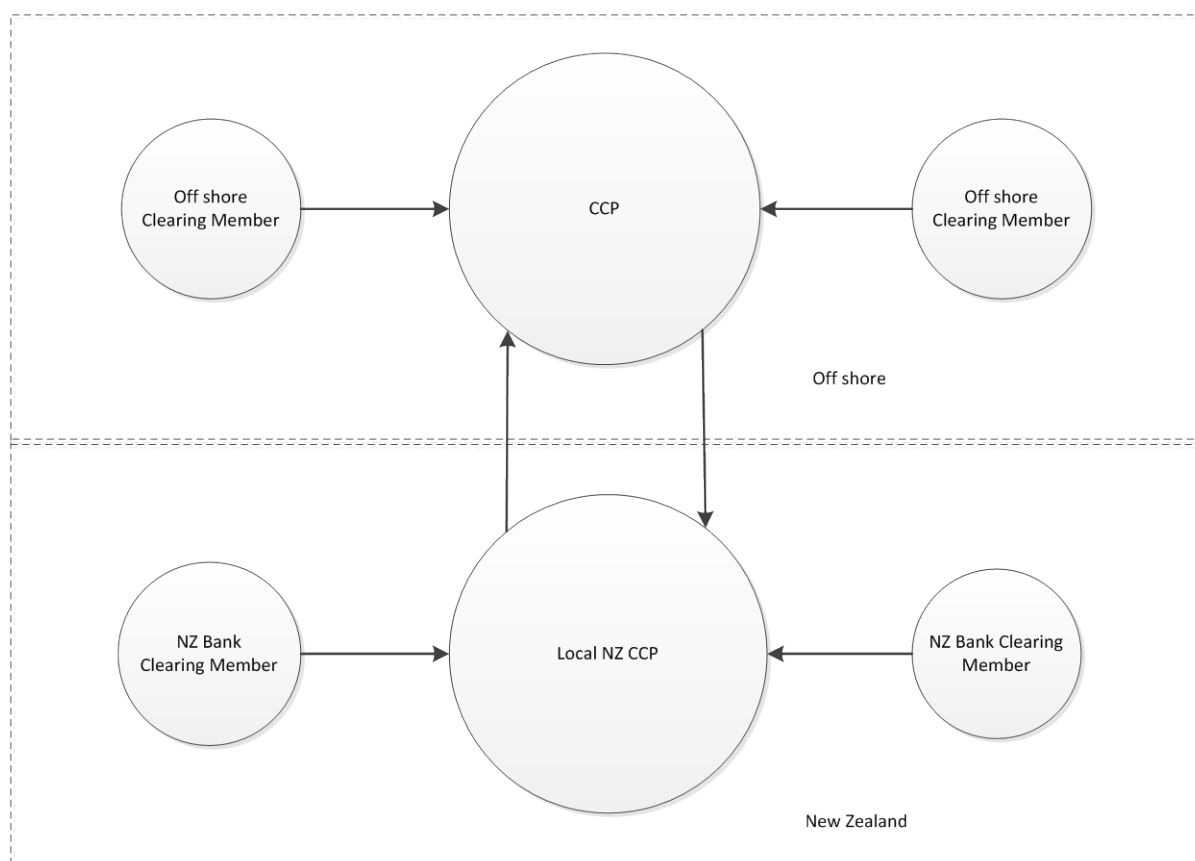 Off shore
Clearing Member
CCP
Off shore
Clearing Member
Off shore
NZ Bank
Clearing Member
Local NZ CCP
NZ Bank Clearing
Member
New Zealand